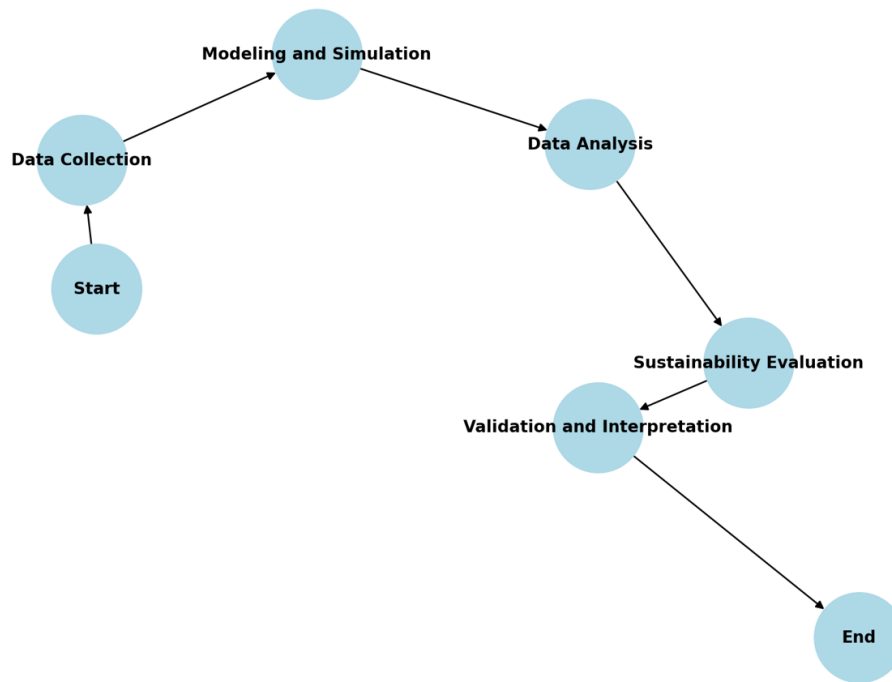 Modeling and Simulation
Data Analysis
Data Collection
Start
Sustainability Evaluation
Validation and Interpretation
End